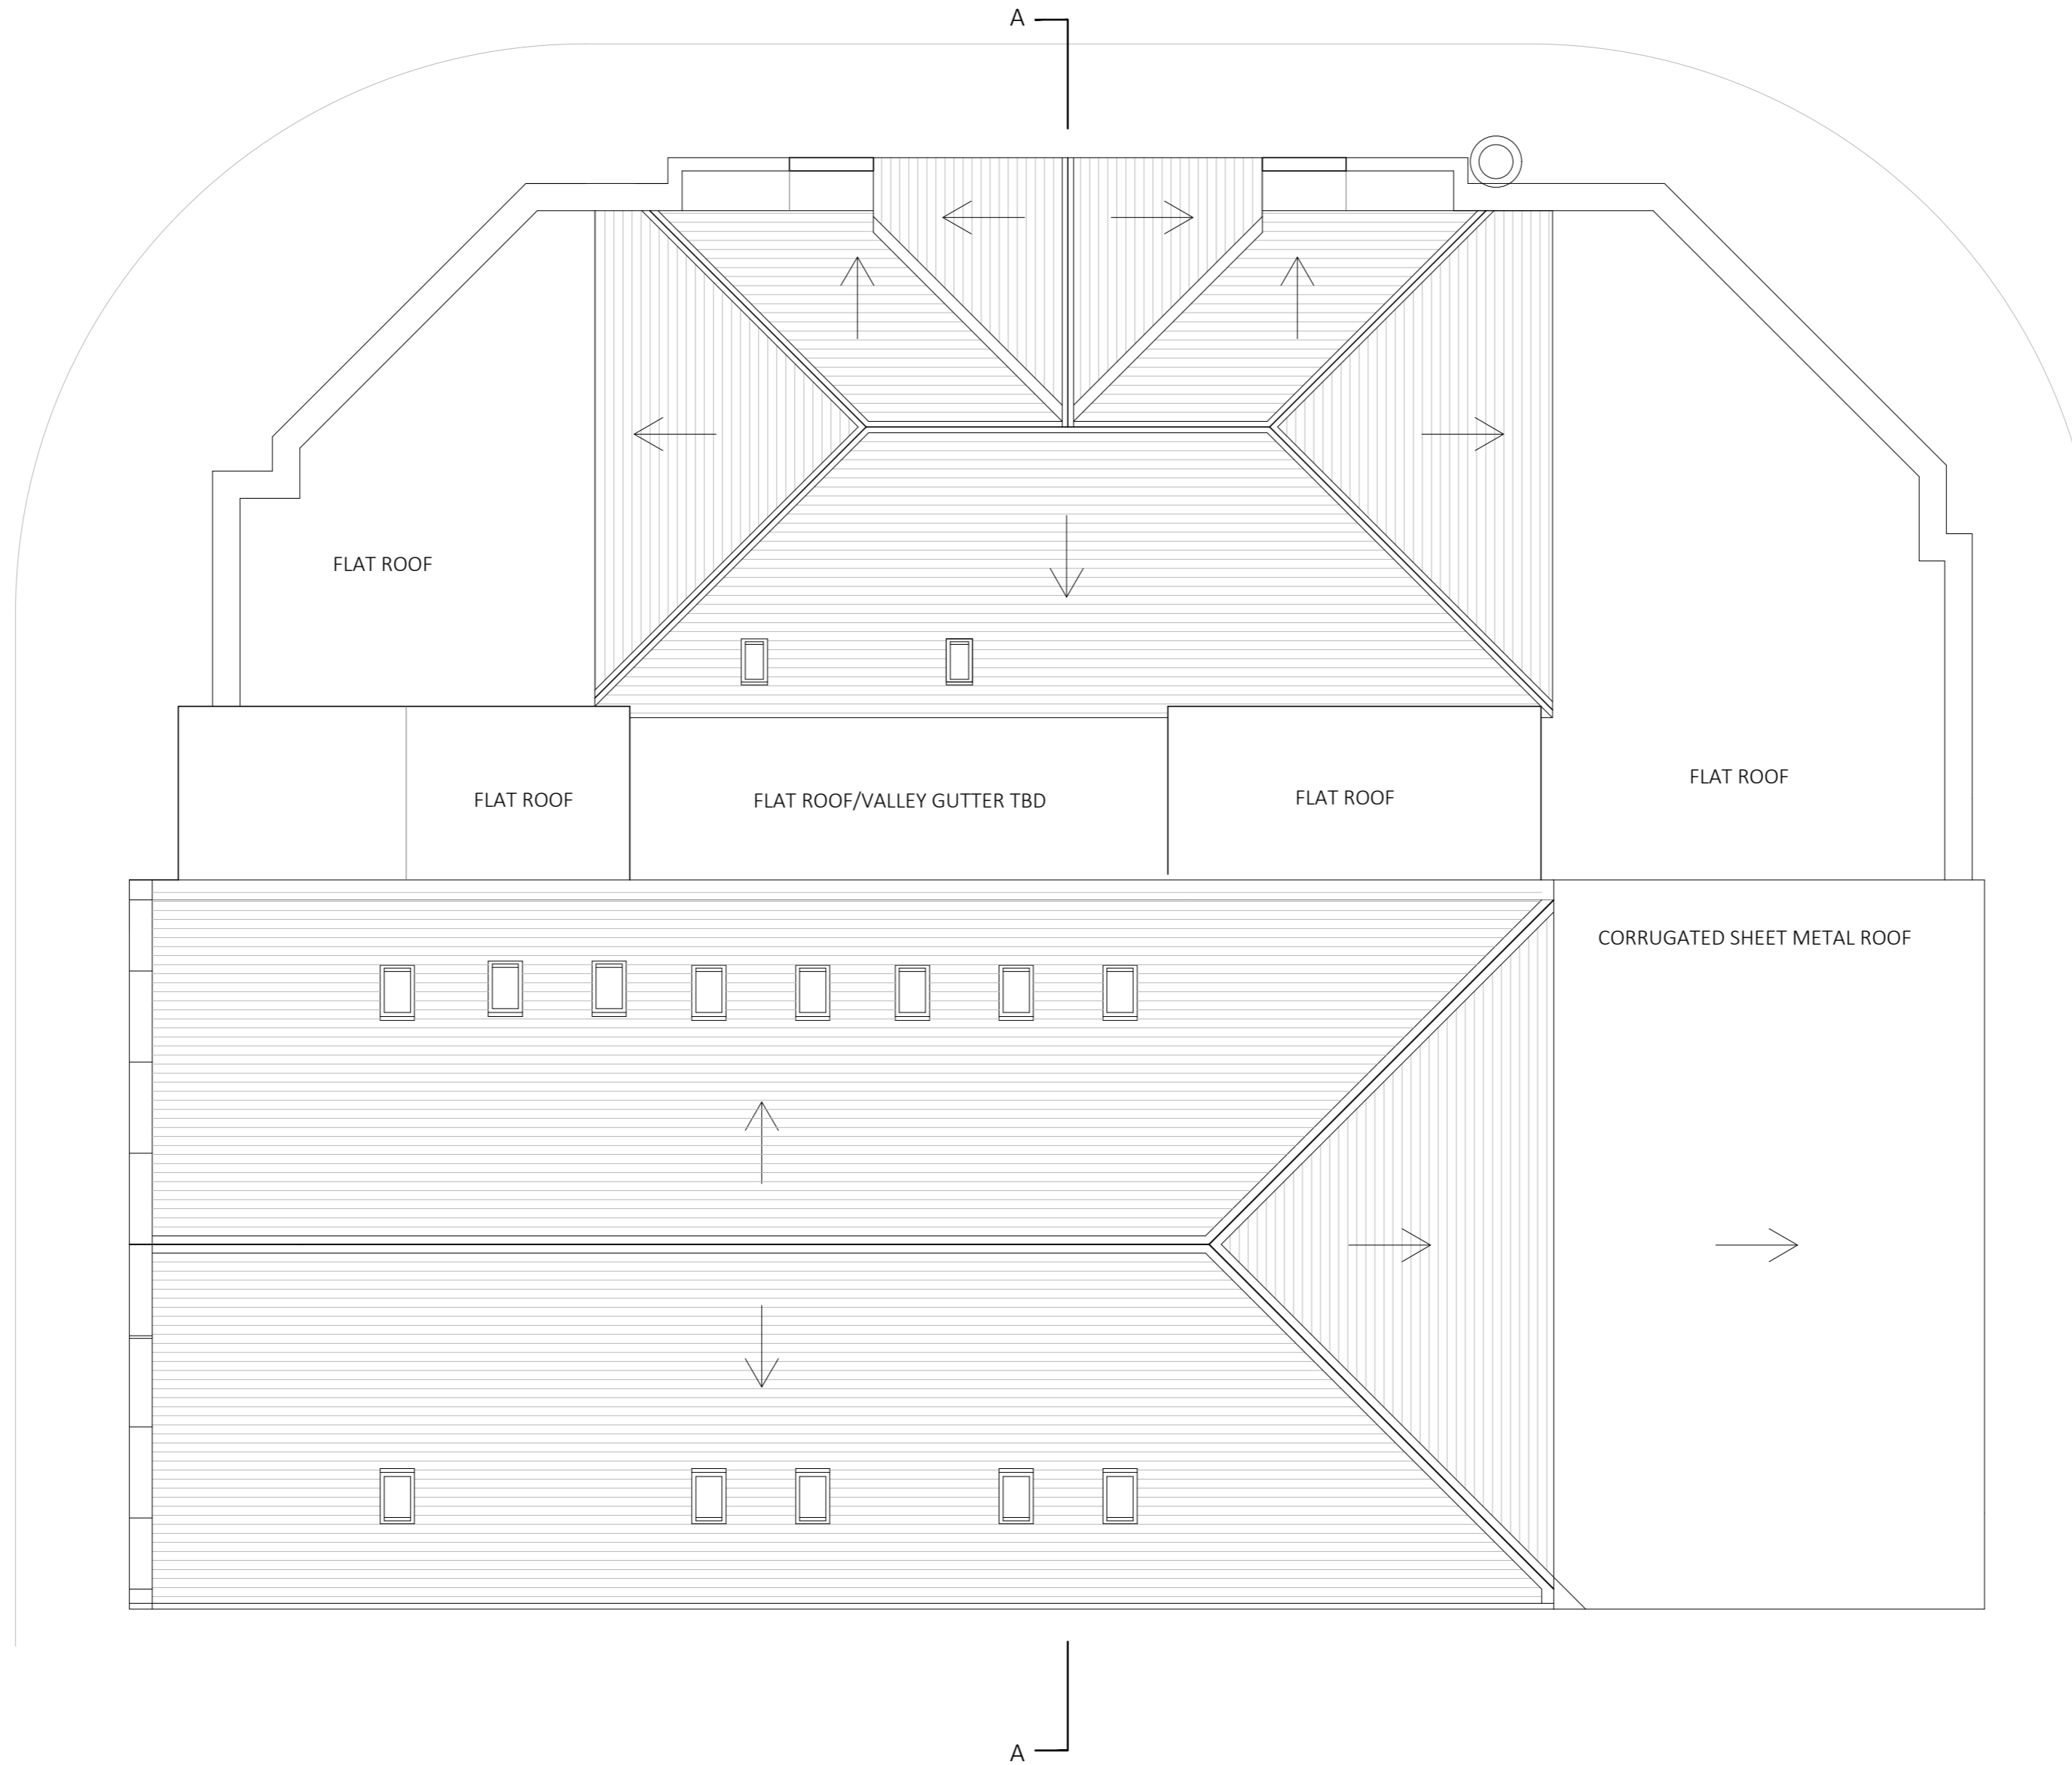 A
FLAT ROOF
FLAT ROOF
FLAT ROOF
FLAT ROOF/VALLEY GUTTER TBD
FLAT ROOF
CORRUGATED SHEET METAL ROOF
A